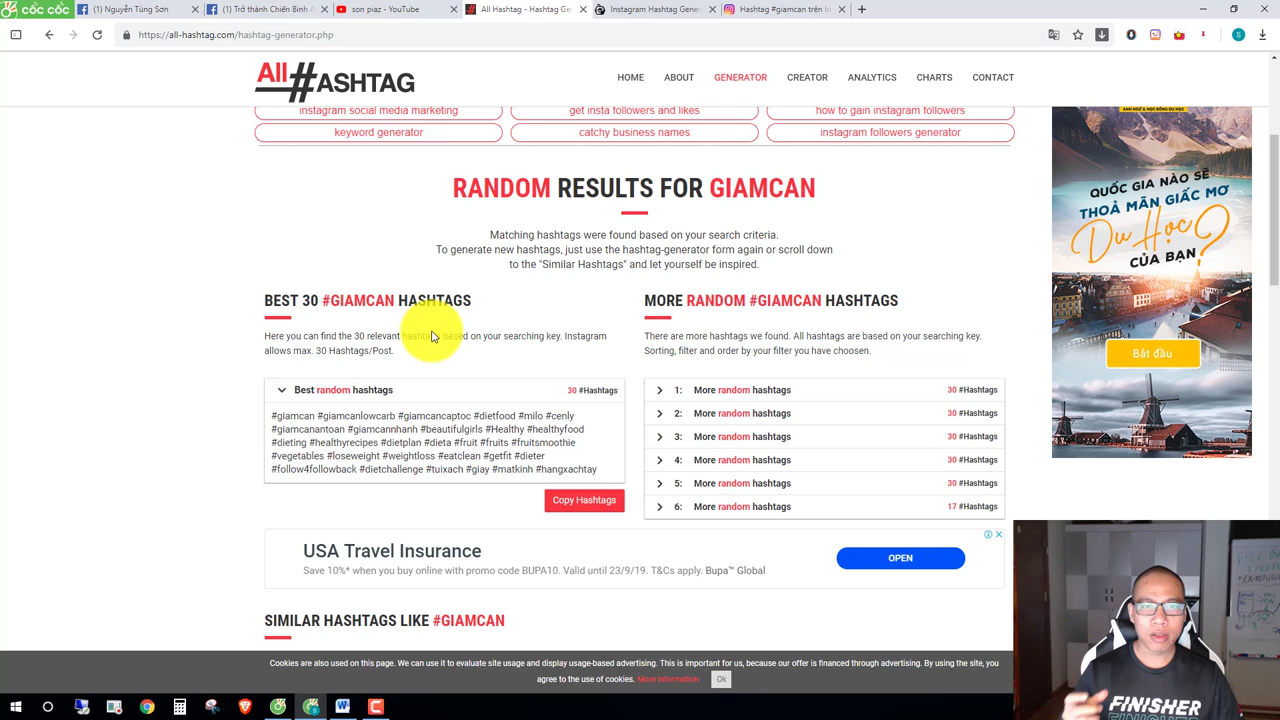 cốc cốc
(1) Nguyễn Tùng Sơn
(1) Trở thành Chiến Binh A
son piaz - YouTube
All Hashtag - Hashtag Ge
Instagram Hashtag Gene
Hashtag #giamcan trên In
https://all-hashtag.com/hashtag-generator.php
S
All #ASHTAG
HOME ABOUT GENERATOR CREATOR ANALYTICS CHARTS CONTACT
instagram social media marketing
get insta followers and likes
how to gain instagram followers
keyword generator
catchy business names
instagram followers generator
RANDOM RESULTS FOR GIAMCAN
Matching hashtags were found based on your search criteria.
To generate new hashtags, just use the hashtag-generator form again or scroll down
to the "Similar Hashtags" and let yourself be inspired.
BEST 30 #GIAMCAN HASHTAGS
Here you can find the 30 relevant hashtags based on your searching key. Instagram
allows max. 30 Hashtags/Post.
Best random hashtags 30 #Hashtags
#giamcan #giamcanlowcarb #giamcancaptoc #dietfood #milo #cenly
#giamcanantoan #giamcannhanh #beautifulgirls #Healthy #healthyfood
#dieting #healthyrecipes #dietplan #dieta #fruit #fruits #fruitsmoothie
#vegetables #loseweight #weightloss #eatclean #getfit #dieter
#follow4followback #dietchallenge #tuixach #giay #matkinh #hangxachtay
Copy Hashtags
MORE RANDOM #GIAMCAN HASHTAGS
There are more hashtags we found. All hashtags are based on your searching key.
Sorting, filter and order by your filter you have choosen.
1: More random hashtags 30 #Hashtags
2: More random hashtags 30 #Hashtags
3: More random hashtags 30 #Hashtags
4: More random hashtags 30 #Hashtags
5: More random hashtags 30 #Hashtags
6: More random hashtags 17 #Hashtags
ANH NGỮ & HỘI ĐỒNG DU HỌC
QUỐC GIA NÀO SẼ
THOẢ MÃN GIẤC MƠ
Du Học?
CỦA BẠN
Bắt đầu
USA Travel Insurance
Save 10%* when you buy online with promo code BUPA10. Valid until 23/9/19. T&Cs apply. Bupa™ Global
OPEN
SIMILAR HASHTAGS LIKE #GIAMCAN
Cookies are also used on this page. We can use it to evaluate site usage and display usage-based advertising. This is important for us, because our offer is financed through advertising. By using the site, you
agree to the use of cookies. More information Ok
FINISHER
FINISHER